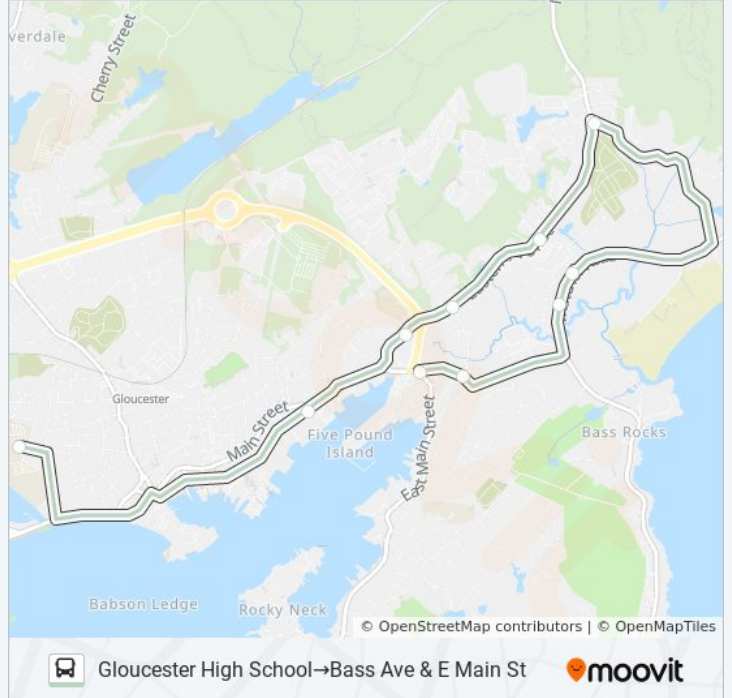 verdale
Cherry Street
Gloucester
Main Street
Five Pound
Island
East Main Street
Bass Rocks
Babson Ledge
Rocky Neck
© OpenStreetMap contributors | © OpenMapTiles
Gloucester High School→Bass Ave & E Main St
moovit